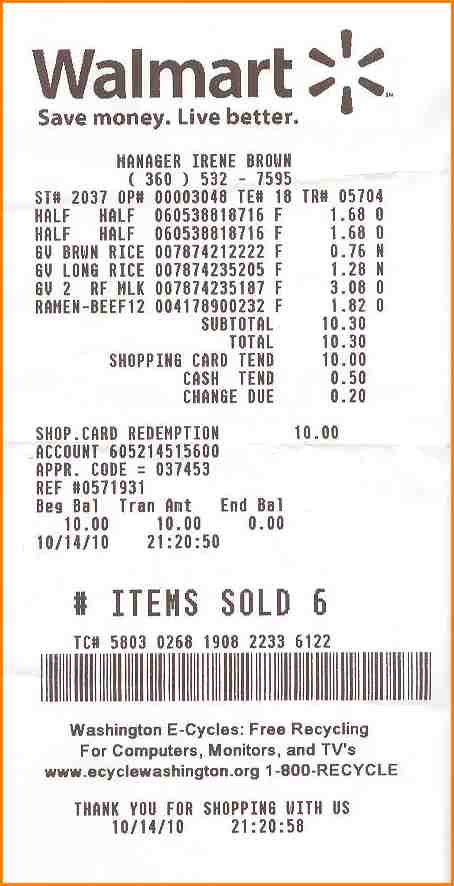 Walmart
Save money. Live better.
MANAGER IRENE BROWN
( 360 ) 532 - 7595
ST# 2037 OP# 00003048 TE# 18 TR# 05704
HALF HALF 060538818716 F 1.68 O
HALF HALF 060538818716 F 1.68 O
GV BRWN RICE 007874212222 F 0.76 N
GV LONG RICE 007874235205 F 1.28 N
GV 2 RF MLK 007874235187 F 3.08 O
RAMEN-BEEF12 004178900232 F 1.82 O
SUBTOTAL 10.30
TOTAL 10.30
SHOPPING CARD TEND 10.00
CASH TEND 0.50
CHANGE DUE 0.20
SHOP.CARD REDEMPTION 10.00
ACCOUNT 605214515600
APPR. CODE = 037453
REF #0571931
Beg Bal Tran Amt End Bal
10.00 10.00 0.00
10/14/10 21:20:50
# ITEMS SOLD 6
TC# 5803 0268 1908 2233 6122
Washington E-Cycles: Free Recycling
For Computers, Monitors, and TV's
www.ecyclewashington.org 1-800-RECYCLE
THANK YOU FOR SHOPPING WITH US
10/14/10 21:20:58